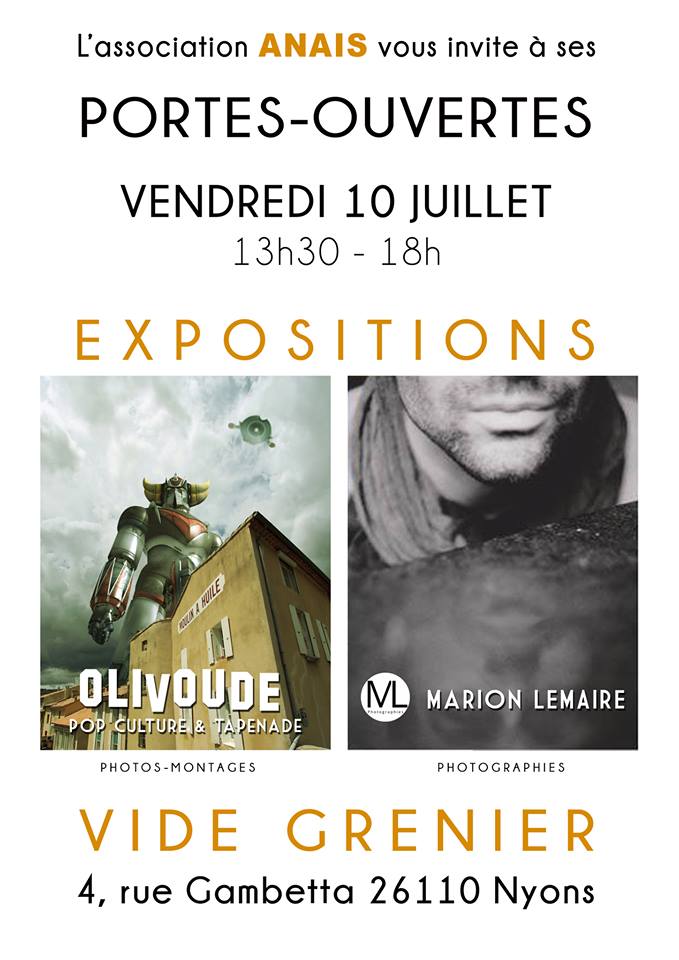 L'association ANAIS vous invite à ses
PORTES-OUVERTES
VENDREDI 10 JUILLET
13h30 - 18h
EXPOSITIONS
MOULIN A HUILE
OLIVOUDE
POP CULTURE & TAPENADE
PHOTOS-MONTAGES
ML
Photographies
MARION LEMAIRE
PHOTOGRAPHIES
VIDE GRENIER
4, rue Gambetta 26110 Nyons